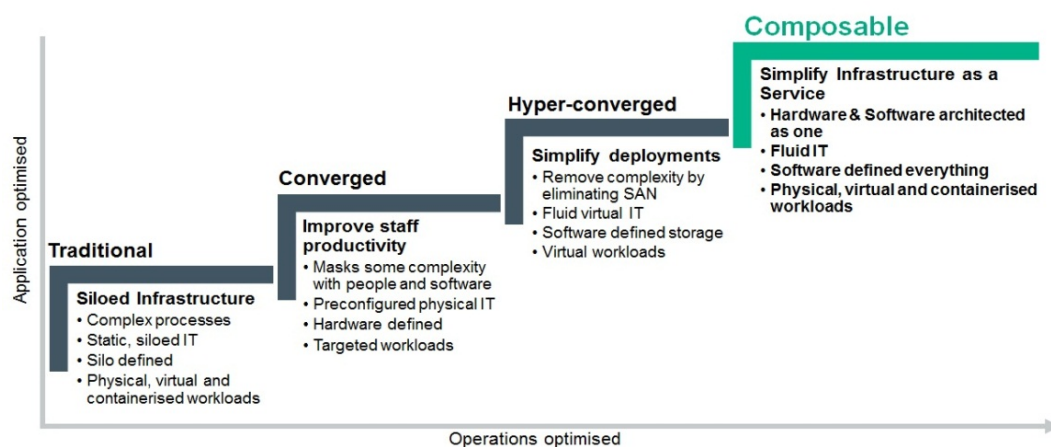 Composable
Simplify Infrastructure as a
Service
• Hardware & Software architected
as one
• Fluid IT
• Software defined everything
• Physical, virtual and containerised
workloads
Hyper-converged
Simplify deployments
• Remove complexity by
eliminating SAN
• Fluid virtual IT
• Software defined storage
• Virtual workloads
Converged
Improve staff
productivity
• Masks some complexity
with people and software
• Preconfigured physical IT
• Hardware defined
• Targeted workloads
Traditional
Siloed Infrastructure
• Complex processes
• Static, siloed IT
• Silo defined
• Physical, virtual and
containerised workloads
Application optimised
Operations optimised